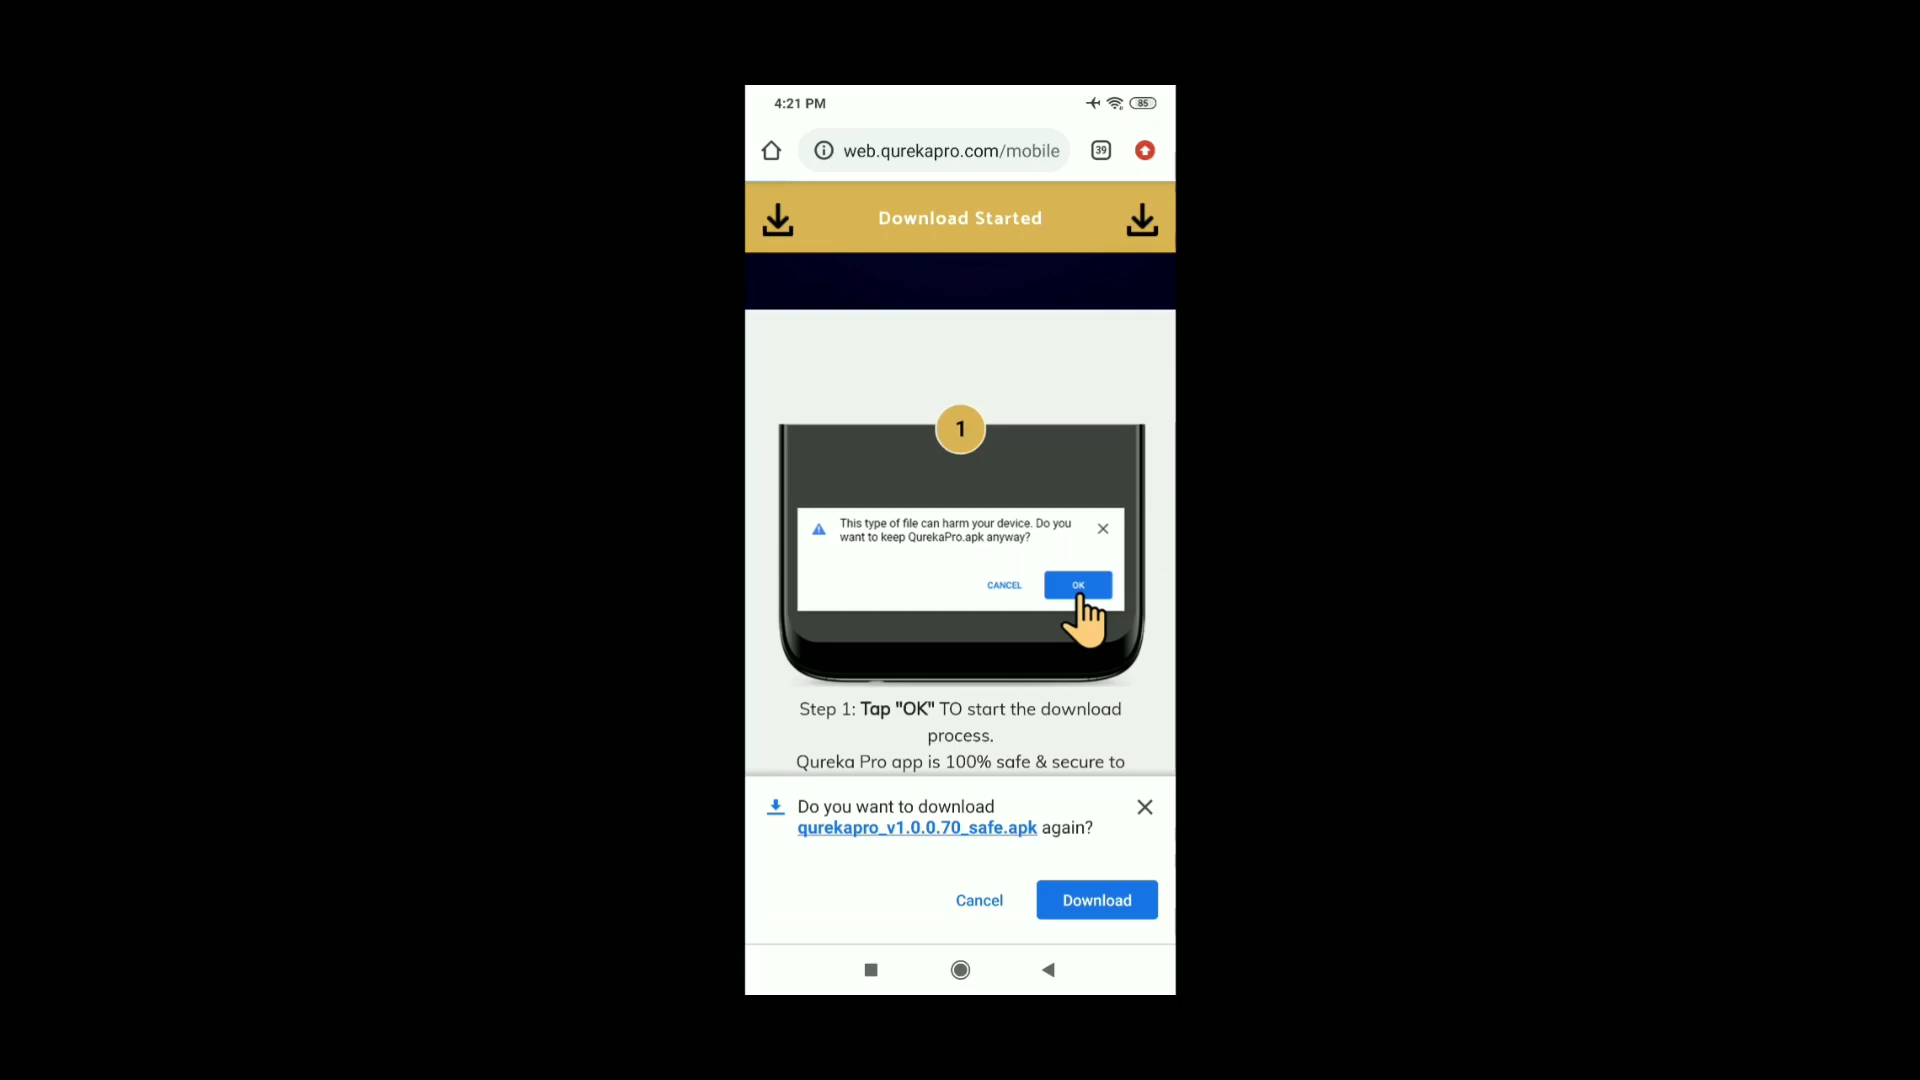 4:21 PM
85
web.qurekapro.com/mobile
39
Download Started
1
This type of file can harm your device. Do you
want to keep QurekaPro.apk anyway?
CANCEL
OK
Step 1: Tap "OK" TO start the download
process.
Qureka Pro app is 100% safe & secure to
Do you want to download
qurekapro_v1.0.0.70_safe.apk again?
Cancel
Download